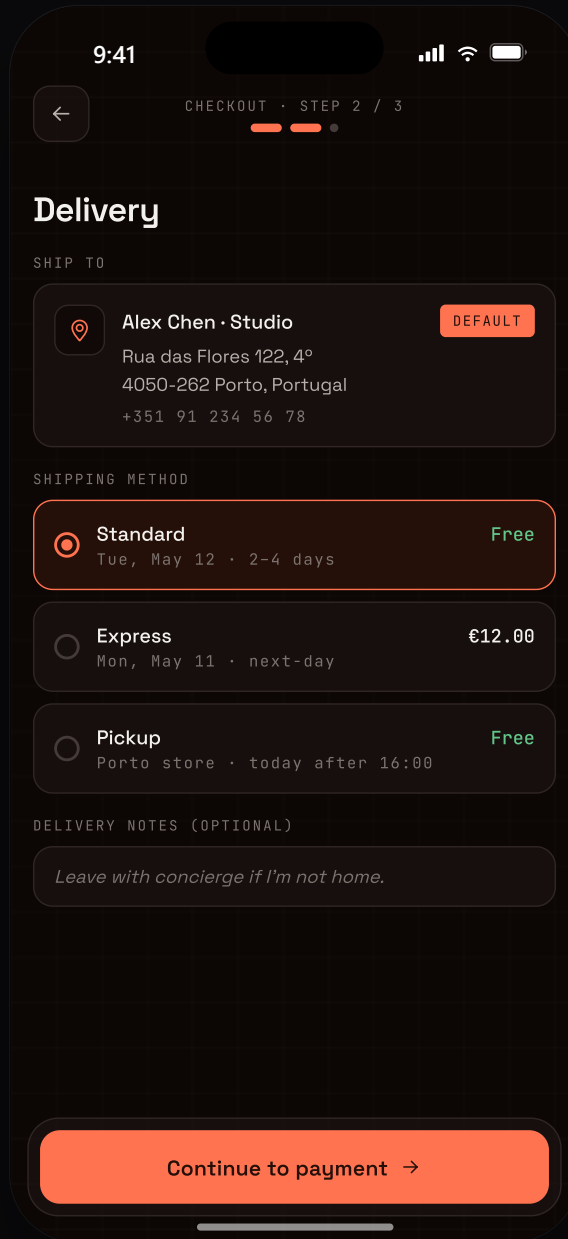 9:41
CHECKOUT · STEP 2 / 3
Delivery
SHIP TO
Alex Chen · Studio
DEFAULT
Rua das Flores 122, 4º
4050-262 Porto, Portugal
+351 91 234 56 78
SHIPPING METHOD
Standard
Free
Tue, May 12 · 2–4 days
Express
€12.00
Mon, May 11 · next-day
Pickup
Free
Porto store · today after 16:00
DELIVERY NOTES (OPTIONAL)
Leave with concierge if I'm not home.
Continue to payment →